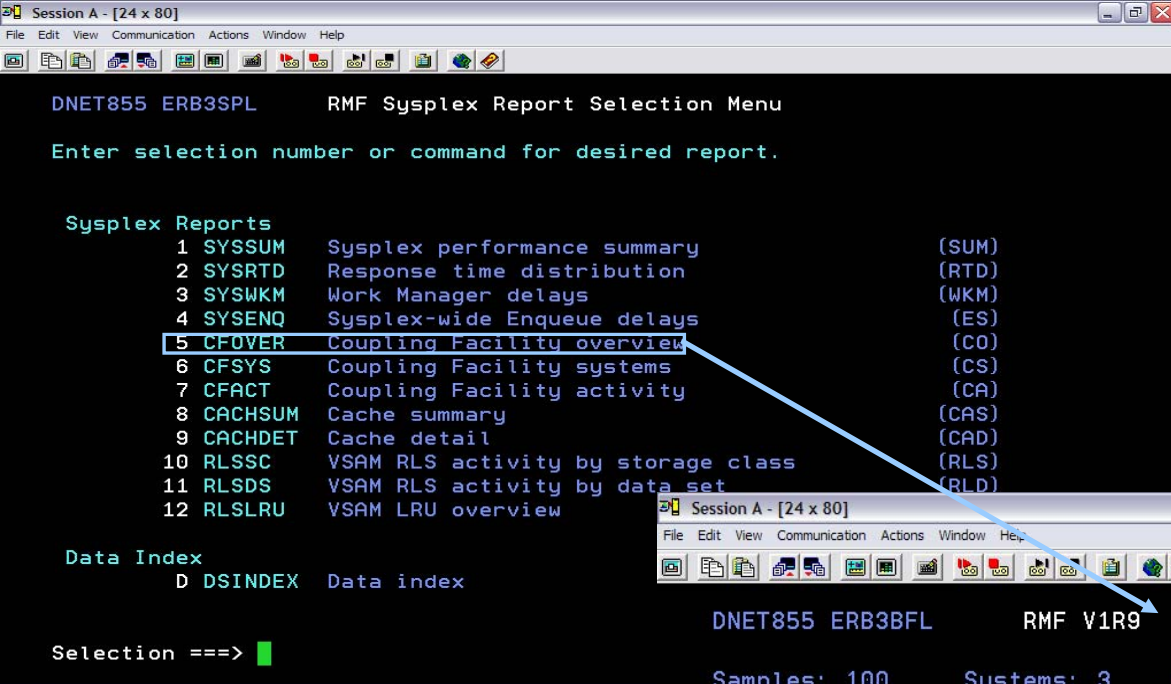 Session A - [24 x 80]
File Edit View Communication Actions Window Help
DNET855 ERB3SPL RMF Sysplex Report Selection Menu
Enter selection number or command for desired report.
Sysplex Reports
1 SYSSUM Sysplex performance summary (SUM)
2 SYSRTD Response time distribution (RTD)
3 SYSWKM Work Manager delays (WKM)
4 SYSENQ Sysplex-wide Enqueue delays (ES)
5 CFOVER Coupling Facility overview (CO)
6 CFSYS Coupling Facility systems (CS)
7 CFACT Coupling Facility activity (CA)
8 CACHSUM Cache summary (CAS)
9 CACHDET Cache detail (CAD)
10 RLSSC VSAM RLS activity by storage class (RLS)
11 RLSDS VSAM RLS activity by data set (RLD)
12 RLSLRU VSAM LRU overview
Data Index
D DSINDEX Data index
Selection ===>
Session A - [24 x 80]
File Edit View Communication Actions Window Help
DNET855 ERB3BFL RMF V1R9
Samples: 100 Systems: 3